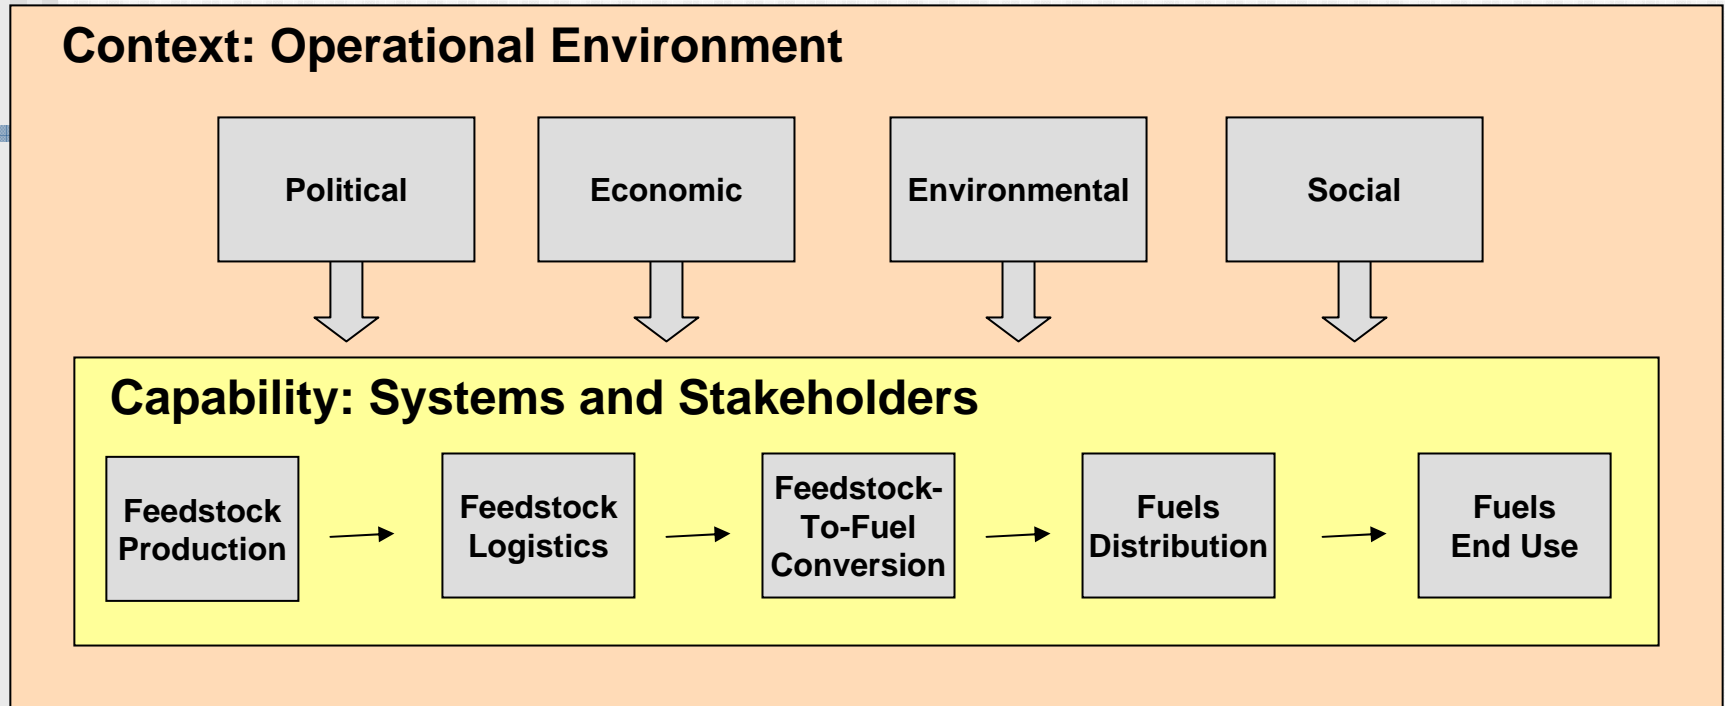 Context: Operational Environment
Political
Economic
Environmental
Social
Capability: Systems and Stakeholders
Feedstock
Production
Feedstock
Logistics
Feedstock-
To-Fuel
Conversion
Fuels
Distribution
Fuels
End Use